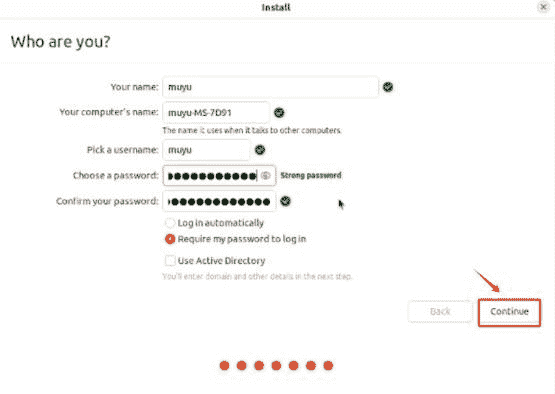 Install
Who are you?
Your name: muyu
Your computer's name: muyu-MS-7D91
The name it uses when it talks to other computers.
Pick a username: muyu
Choose a password: Strong password
Confirm your password:
Log in automatically
Require my password to log in
Use Active Directory
You'll enter domain and other details in the next step.
Back Continue